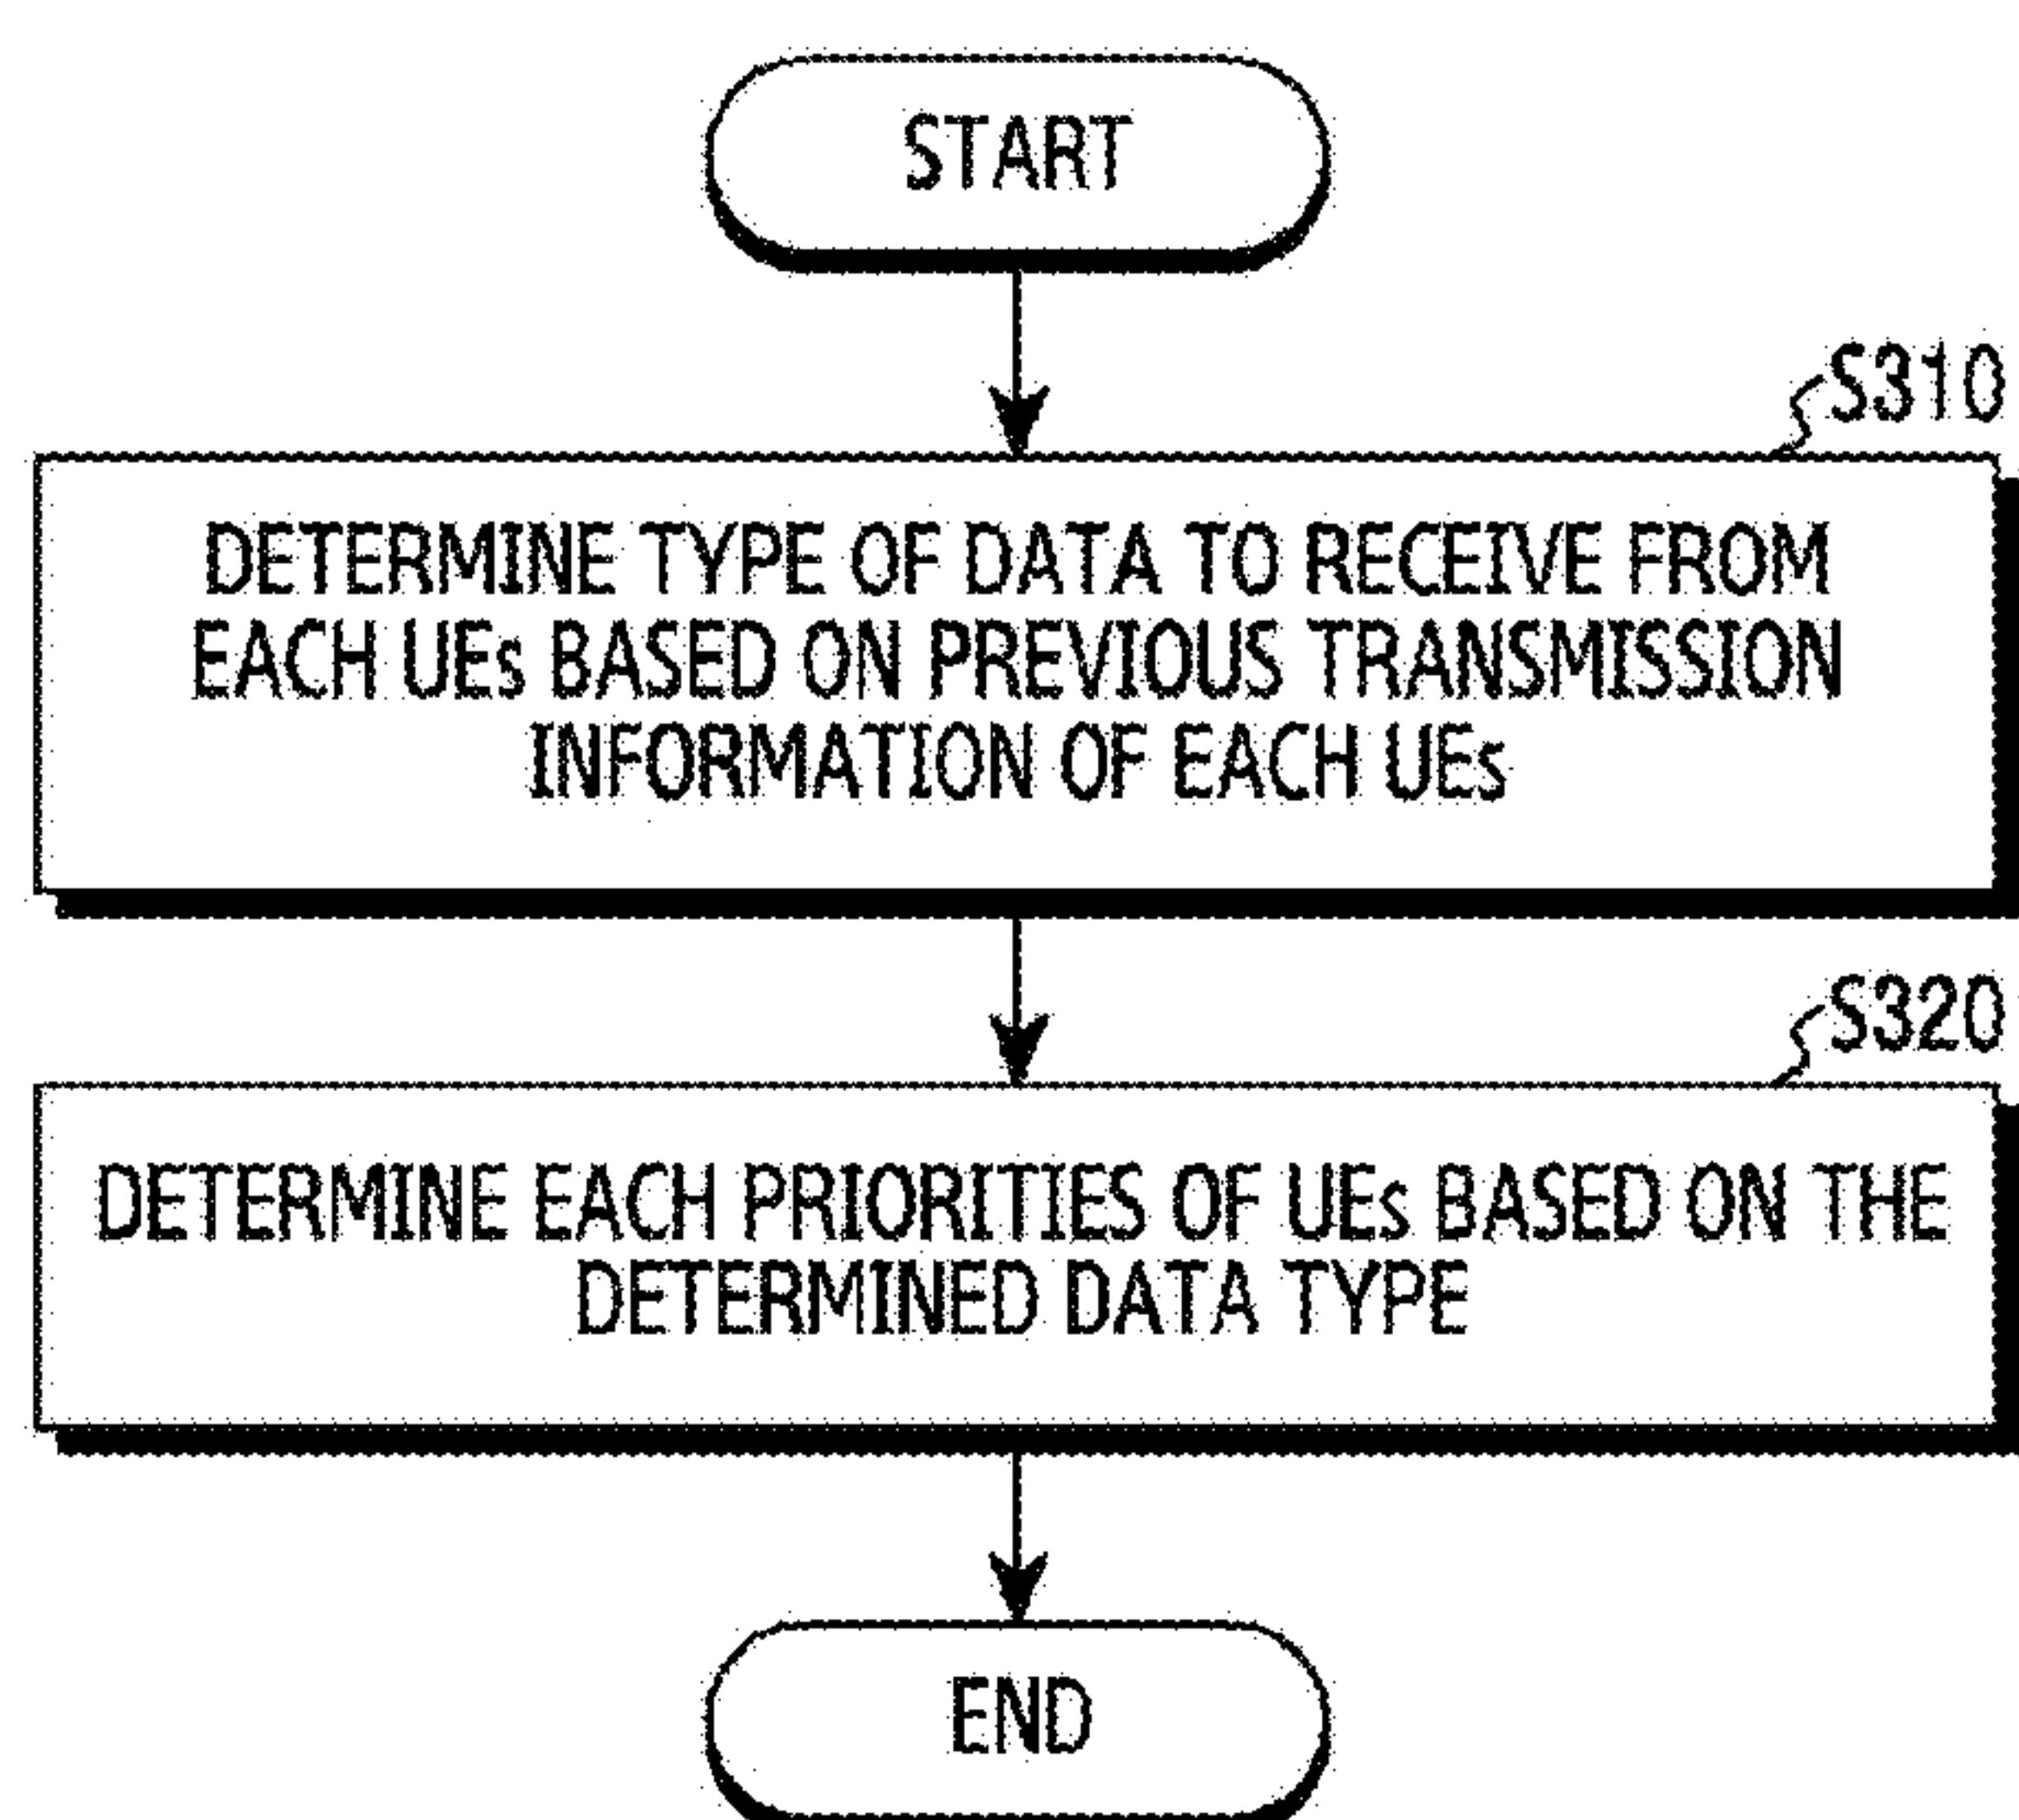 START
S310
DETERMINE TYPE OF DATA TO RECEIVE FROM
EACH UEs BASED ON PREVIOUS TRANSMISSION
INFORMATION OF EACH UEs
S320
DETERMINE EACH PRIORITIES OF UEs BASED ON THE
DETERMINED DATA TYPE
END